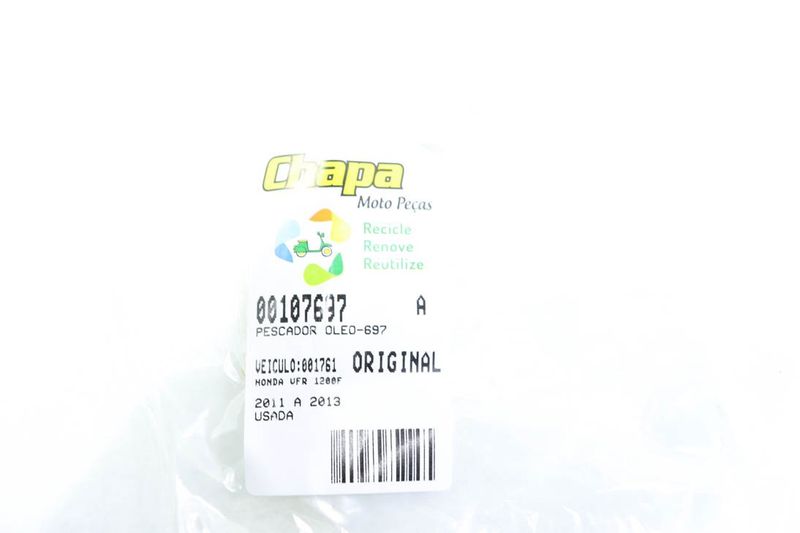 Chapa
Moto Peças
Recicle
Renove
Reutilize
00107697 A
PESCADOR OLEO-697
VEICULO:001761 ORIGINAL
HONDA VFR 1200F
2011 A 2013
USADA